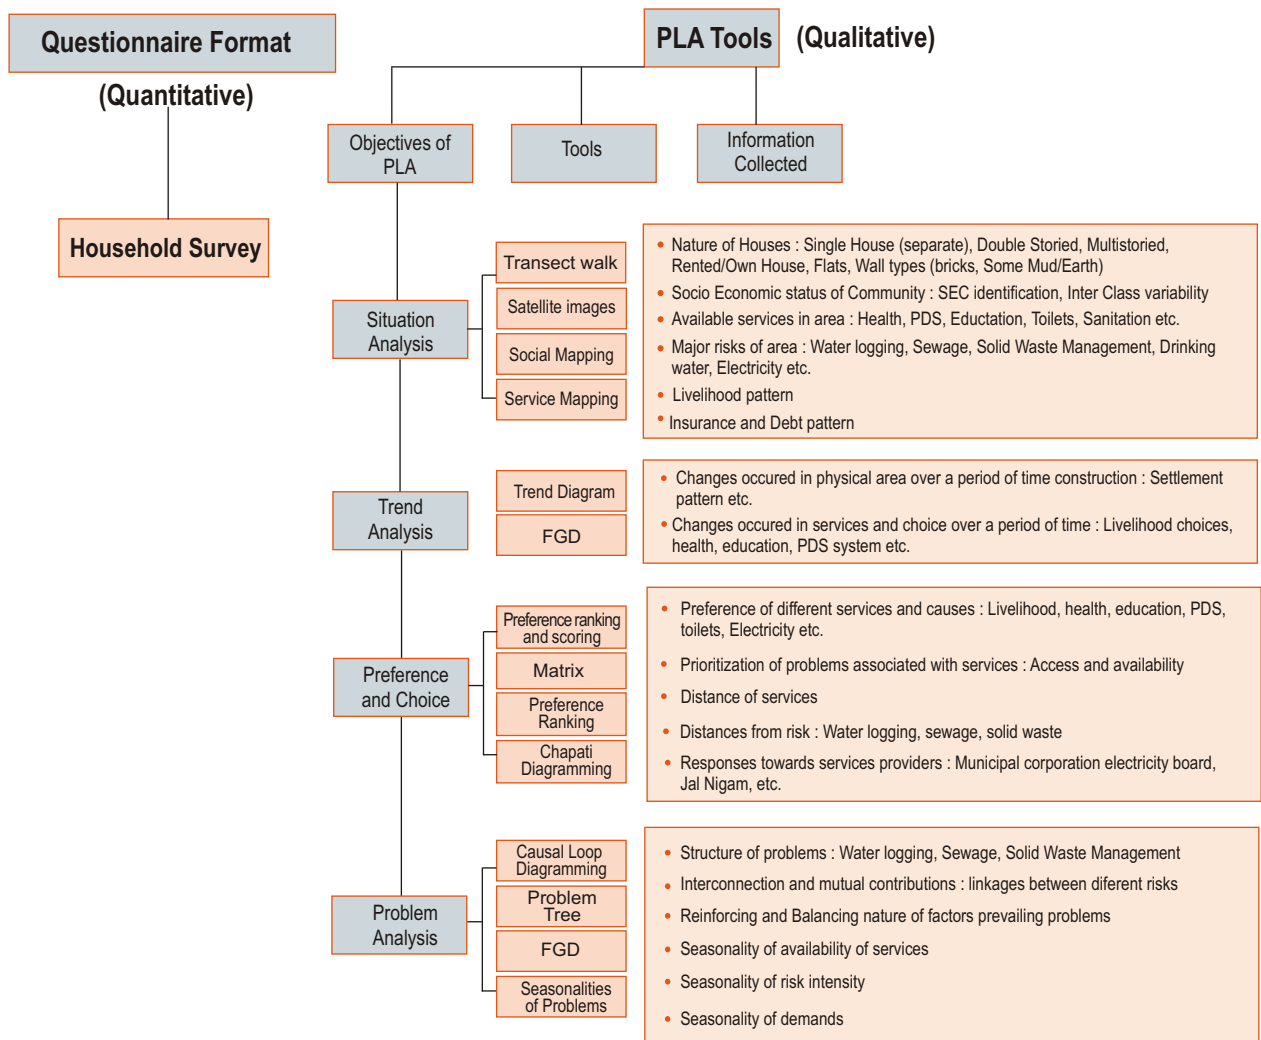 Questionnaire Format
(Quantitative)
Household Survey
PLA Tools (Qualitative)
Objectives of
PLA
Tools
Information
Collected
Situation
Analysis
Transect walk
Satellite images
Social Mapping
Service Mapping
• Nature of Houses : Single House (separate), Double Storied, Multistoried,
Rented/Own House, Flats, Wall types (bricks, Some Mud/Earth)
• Socio Economic status of Community : SEC identification, Inter Class variability
• Available services in area : Health, PDS, Eductation, Toilets, Sanitation etc.
• Major risks of area : Water logging, Sewage, Solid Waste Management, Drinking
water, Electricity etc.
• Livelihood pattern
• Insurance and Debt pattern
Trend
Analysis
Trend Diagram
FGD
• Changes occured in physical area over a period of time construction : Settlement
pattern etc.
• Changes occured in services and choice over a period of time : Livelihood choices,
health, education, PDS system etc.
Preference
and Choice
Preference ranking
and scoring
Matrix
Preference
Ranking
Chapati
Diagramming
• Preference of different services and causes : Livelihood, health, education, PDS,
toilets, Electricity etc.
• Prioritization of problems associated with services : Access and availability
• Distance of services
• Distances from risk : Water logging, sewage, solid waste
• Responses towards services providers : Municipal corporation electricity board,
Jal Nigam, etc.
Problem
Analysis
Causal Loop
Diagramming
Problem
Tree
FGD
Seasonalities
of Problems
• Structure of problems : Water logging, Sewage, Solid Waste Management
• Interconnection and mutual contributions : linkages between diferent risks
• Reinforcing and Balancing nature of factors prevailing problems
• Seasonality of availability of services
• Seasonality of risk intensity
• Seasonality of demands